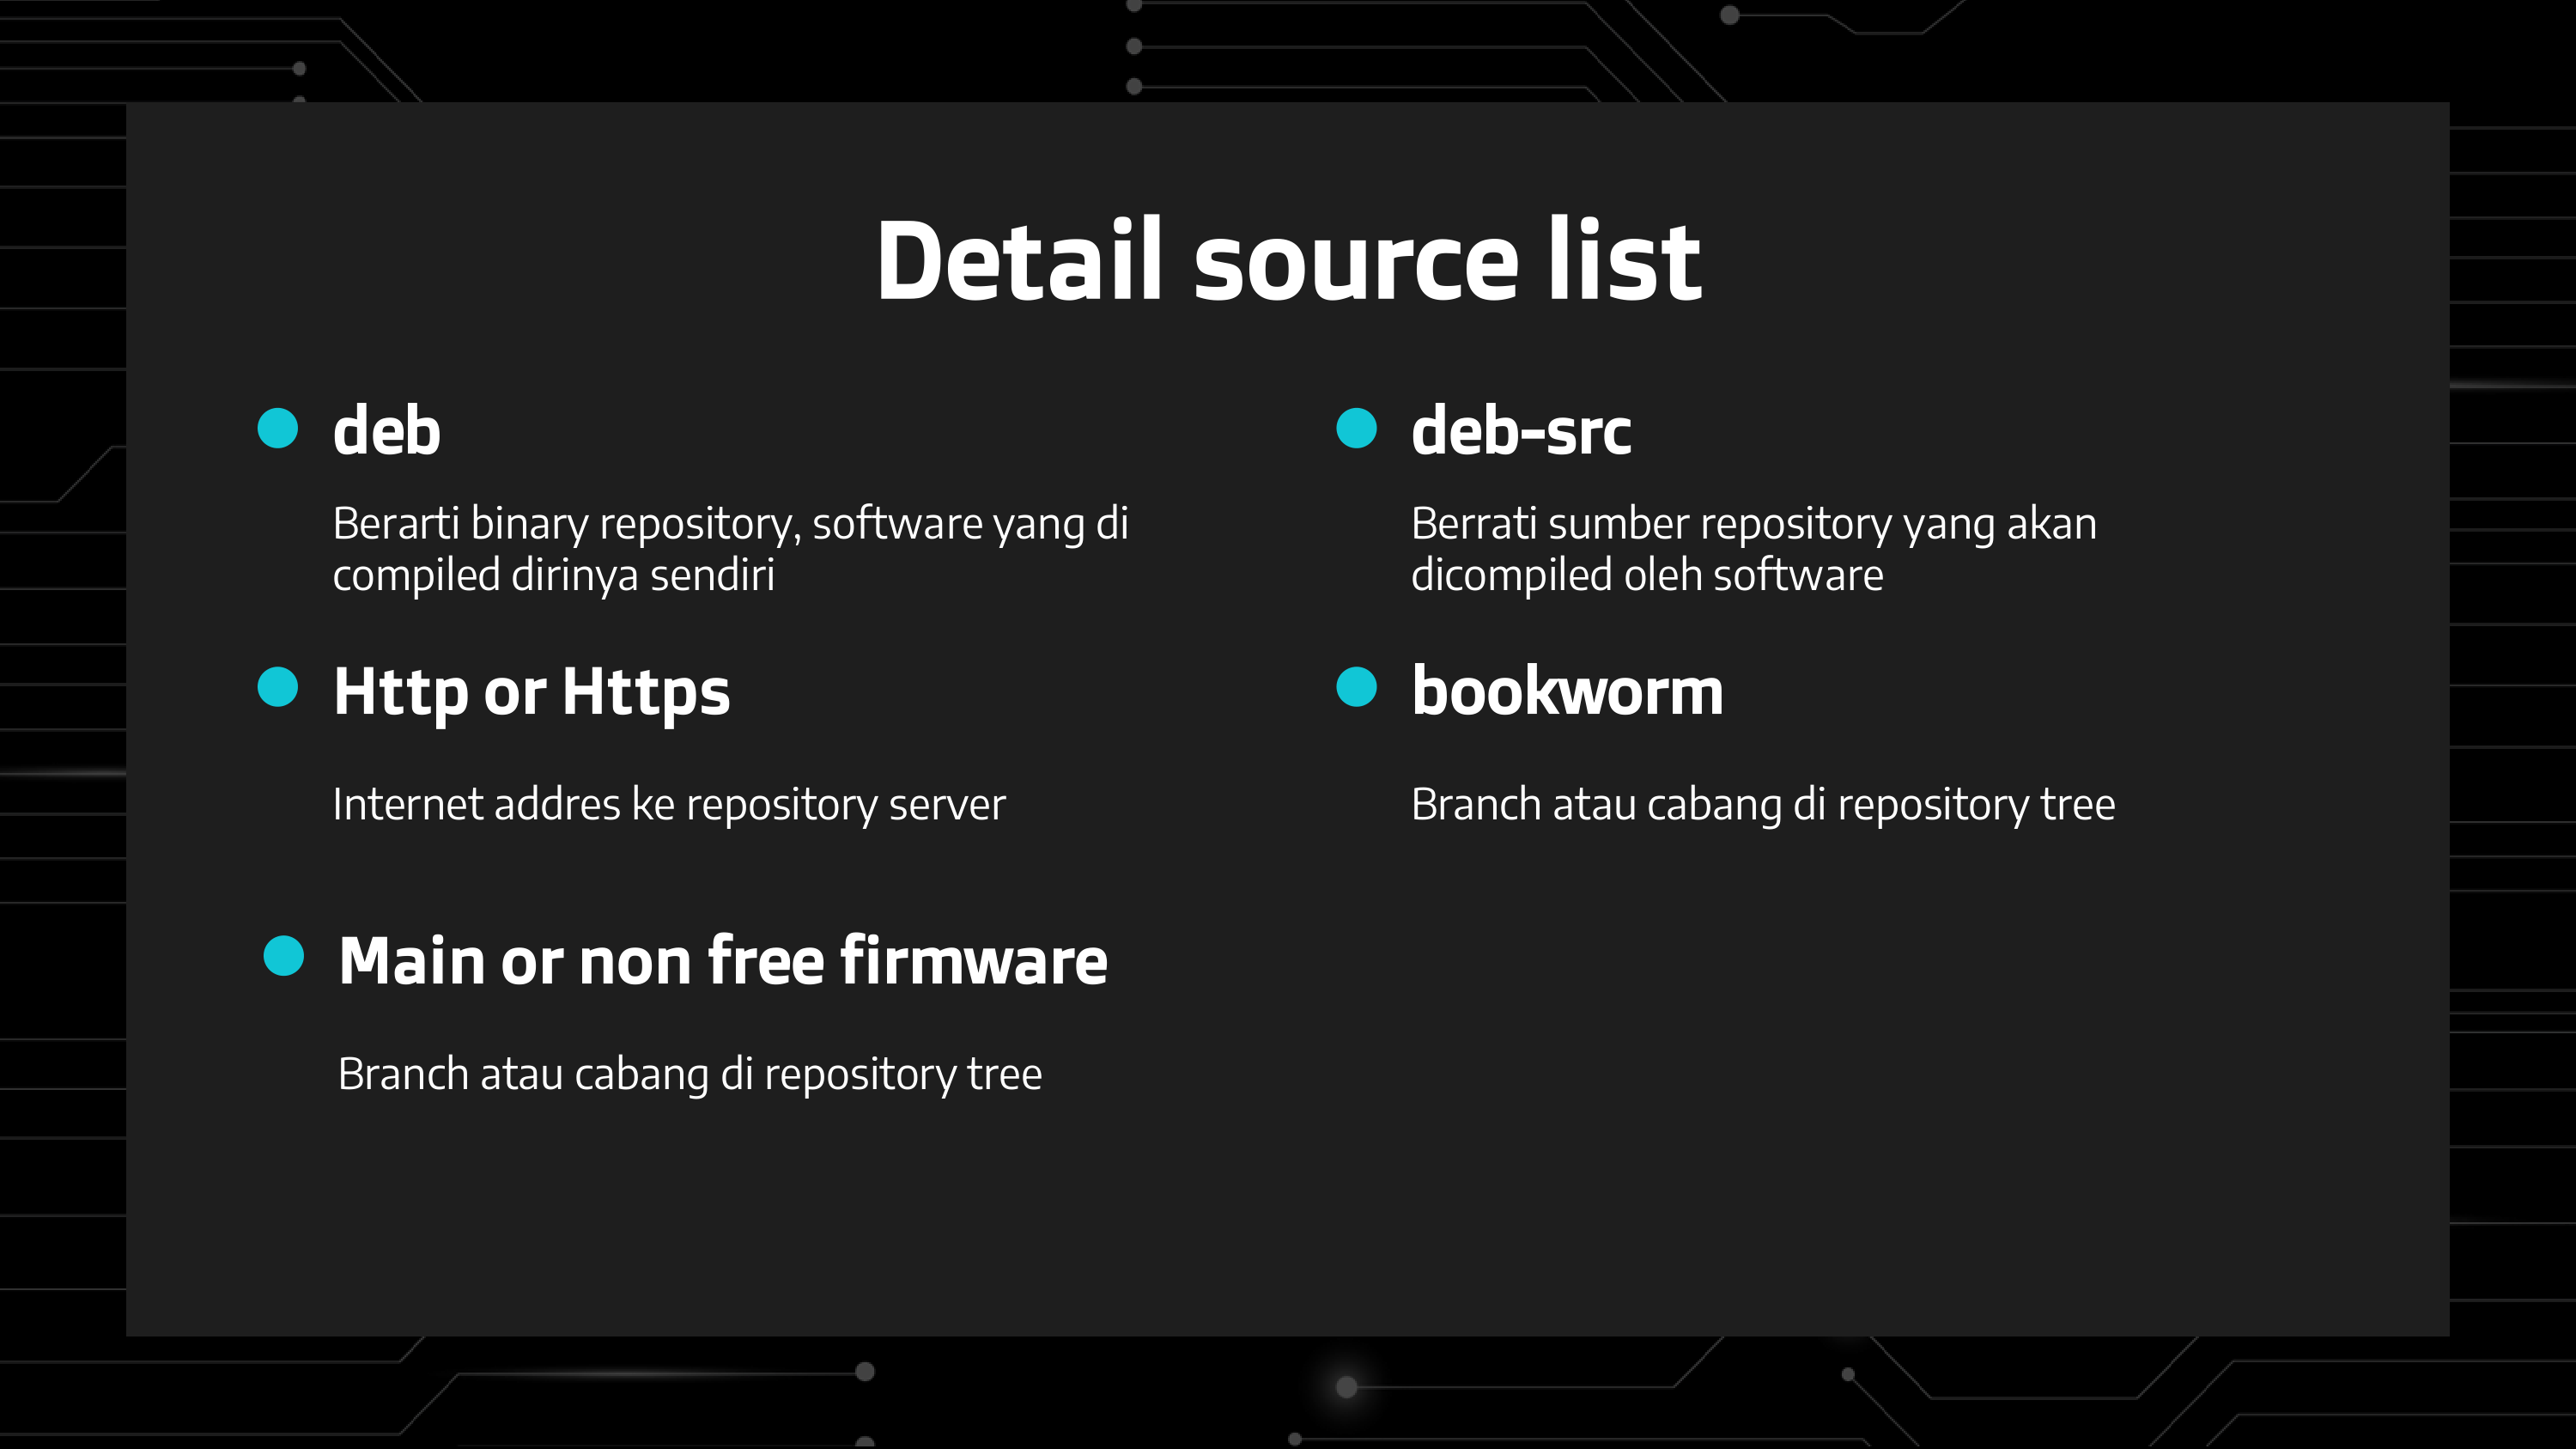 Detail source list
deb
Berarti binary repository, software yang di
compiled dirinya sendiri
deb-src
Berrati sumber repository yang akan
dicompiled oleh software
Http or Https
Internet addres ke repository server
bookworm
Branch atau cabang di repository tree
Main or non free firmware
Branch atau cabang di repository tree